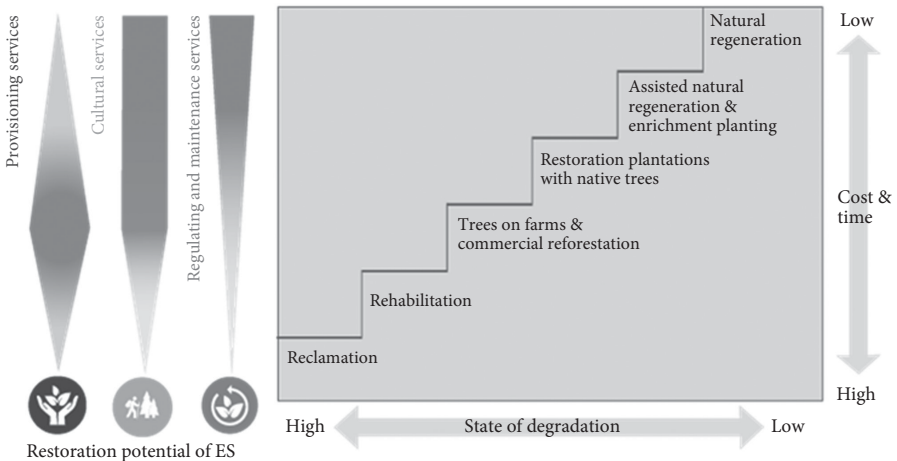 Provisioning services
Cultural services
Regulating and maintenance services
Restoration potential of ES
Natural
regeneration
Assisted natural
regeneration &
enrichment planting
Restoration plantations
with native trees
Trees on farms &
commercial reforestation
Rehabilitation
Reclamation
Low
Cost &
time
High
High
State of degradation
Low